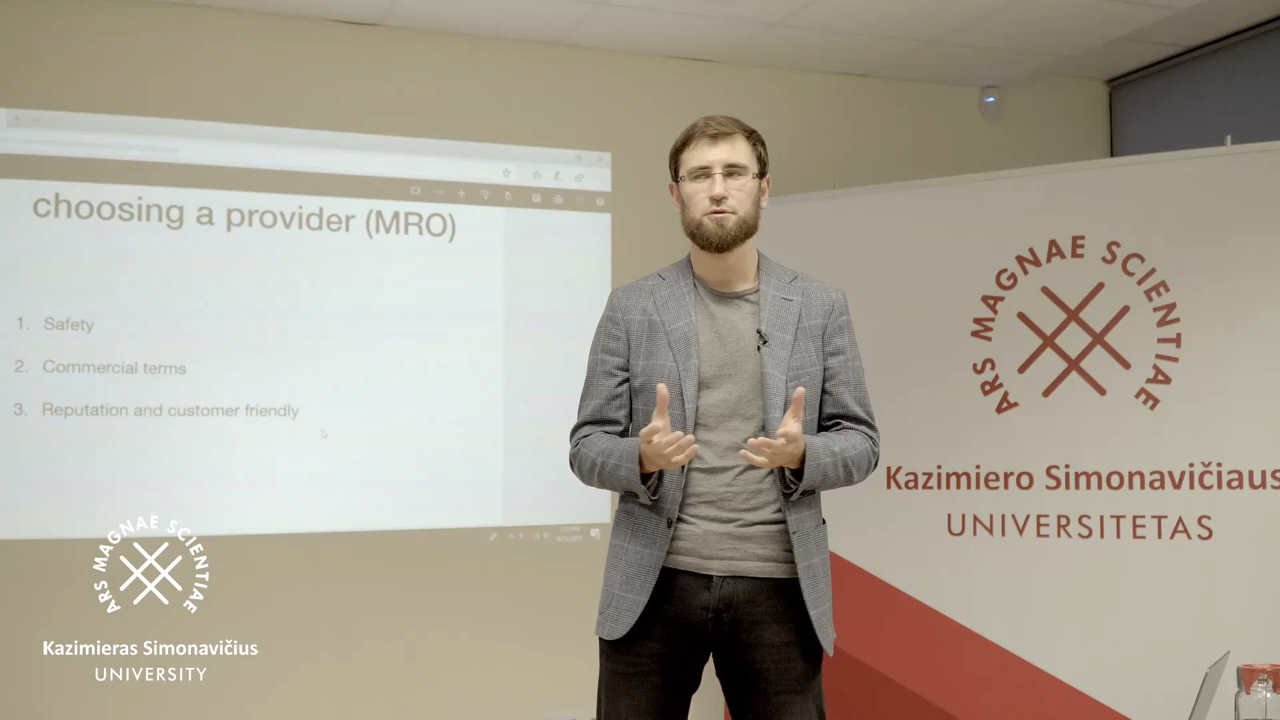 choosing a provider (MRO)
1. Safety
2. Commercial terms
3. Reputation and customer friendly
ARS MAGNAE SCIENTIAE
Kazimiero Simonavičiaus
UNIVERSITETAS
ARS MAGNAE SCIENTIAE
Kazimieras Simonavičius
UNIVERSITY